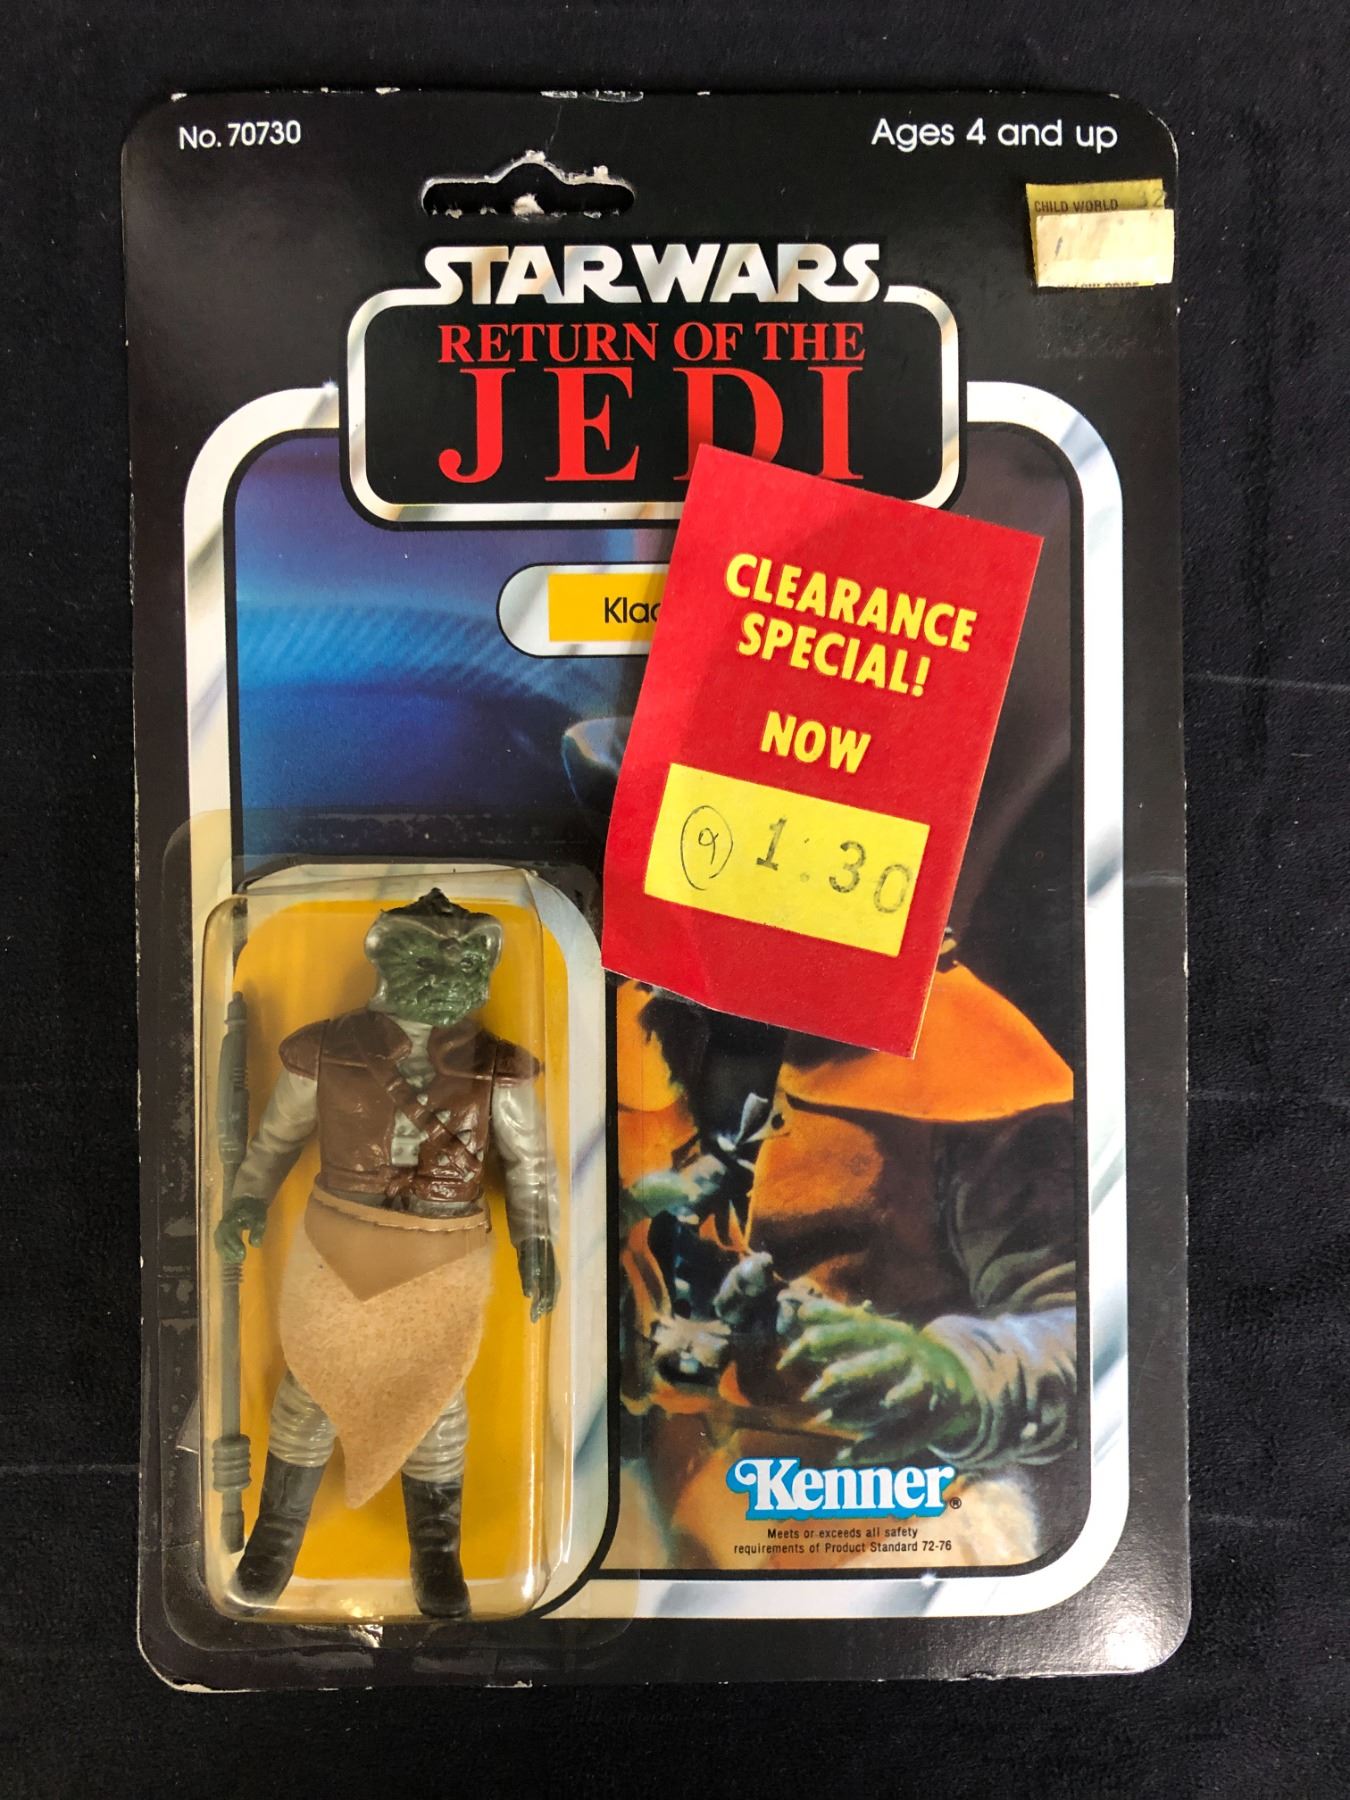 No. 70730
Ages 4 and up
CHILD WORLD 32
STAR WARS
RETURN OF THE
JEDI
Klaa
CLEARANCE
SPECIAL!
NOW
1.30
Kenner®
Meets or exceeds all safety
requirements of Product Standard 72-76